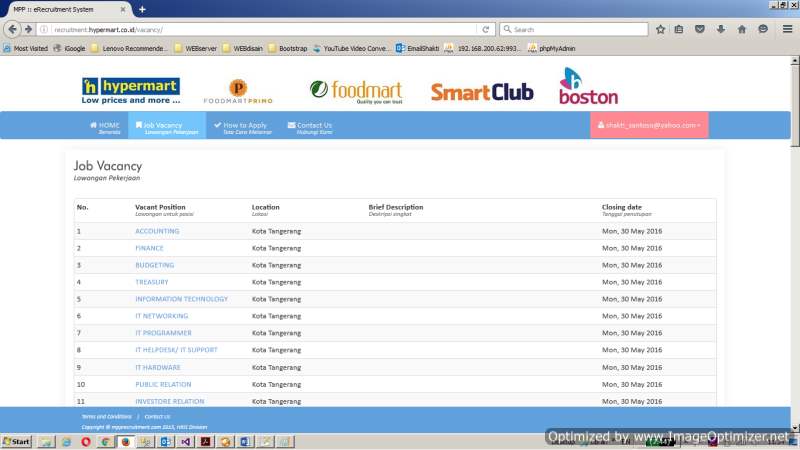 MPP :: eRecruitment System
recruitment.hypermart.co.id/vacancy/
Search
Most Visited iGoogle Lenovo Recommende... WEBserver WEBdisain Bootstrap YouTube Video Conve... EmailShakti 192.168.200.62:993... phpMyAdmin
hypermart
Low prices and more ...
FOODMARTPRIMO
foodmart
Quality you can trust
SmartClub
boston
HOME
Beranda
Job Vacancy
Lowongan Pekerjaan
How to Apply
Tata Cara Melamar
Contact Us
Hubungi Kami
shakti_santoso@yahoo.com
Job Vacancy
Lowongan Pekerjaan
No. Vacant Position Location Brief Description Closing date
Lowongan untuk posisi Lokasi Deskripsi singkat Tanggal penutupan
1 ACCOUNTING Kota Tangerang Mon, 30 May 2016
2 FINANCE Kota Tangerang Mon, 30 May 2016
3 BUDGETING Kota Tangerang Mon, 30 May 2016
4 TREASURY Kota Tangerang Mon, 30 May 2016
5 INFORMATION TECHNOLOGY Kota Tangerang Mon, 30 May 2016
6 IT NETWORKING Kota Tangerang Mon, 30 May 2016
7 IT PROGRAMMER Kota Tangerang Mon, 30 May 2016
8 IT HELPDESK/ IT SUPPORT Kota Tangerang Mon, 30 May 2016
9 IT HARDWARE Kota Tangerang Mon, 30 May 2016
10 PUBLIC RELATION Kota Tangerang Mon, 30 May 2016
11 INVESTORE RELATION Kota Tangerang Mon, 30 May 2016
Terms and Conditions | Contact Us
Copyright © mpprecruitment.com 2015, HRIS Division
Start
Optimized by www.ImageOptimizer.net